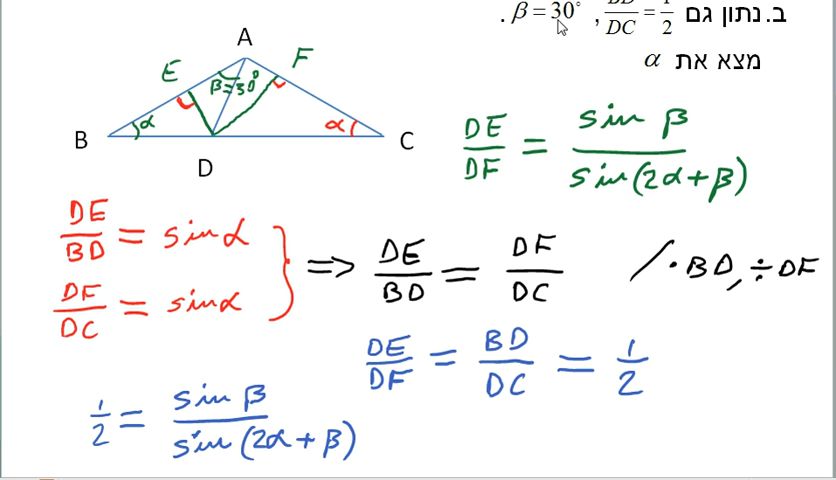 ב. נתון גם BD/DC = 1/2 , β = 30° .
מצא את α
A
E
F
β=30°
B
α
α
C
D
DE/DF = sin β / sin(2α+β)
DE/BD = sin α
DF/DC = sin α
=> DE/BD = DF/DC /·BD, ÷DF
DE/DF = BD/DC = 1/2
1/2 = sin β / sin(2α+β)